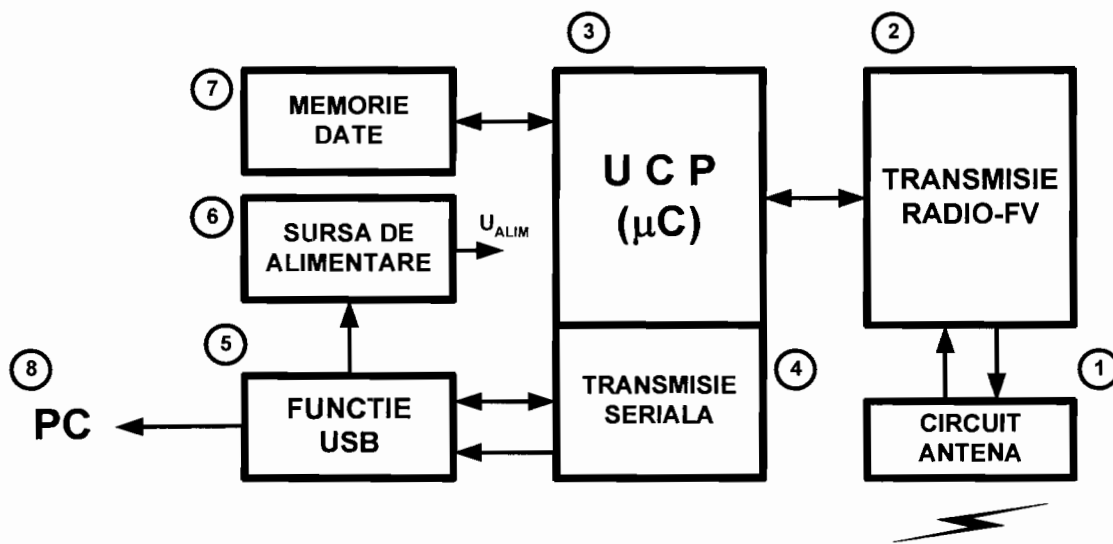 3
2
7
MEMORIE
DATE
U C P
(μC)
TRANSMISIE
RADIO-FV
6
SURSA DE
ALIMENTARE
UALIM
5
8
PC
FUNCTIE
USB
TRANSMISIE
SERIALA
4
1
CIRCUIT
ANTENA